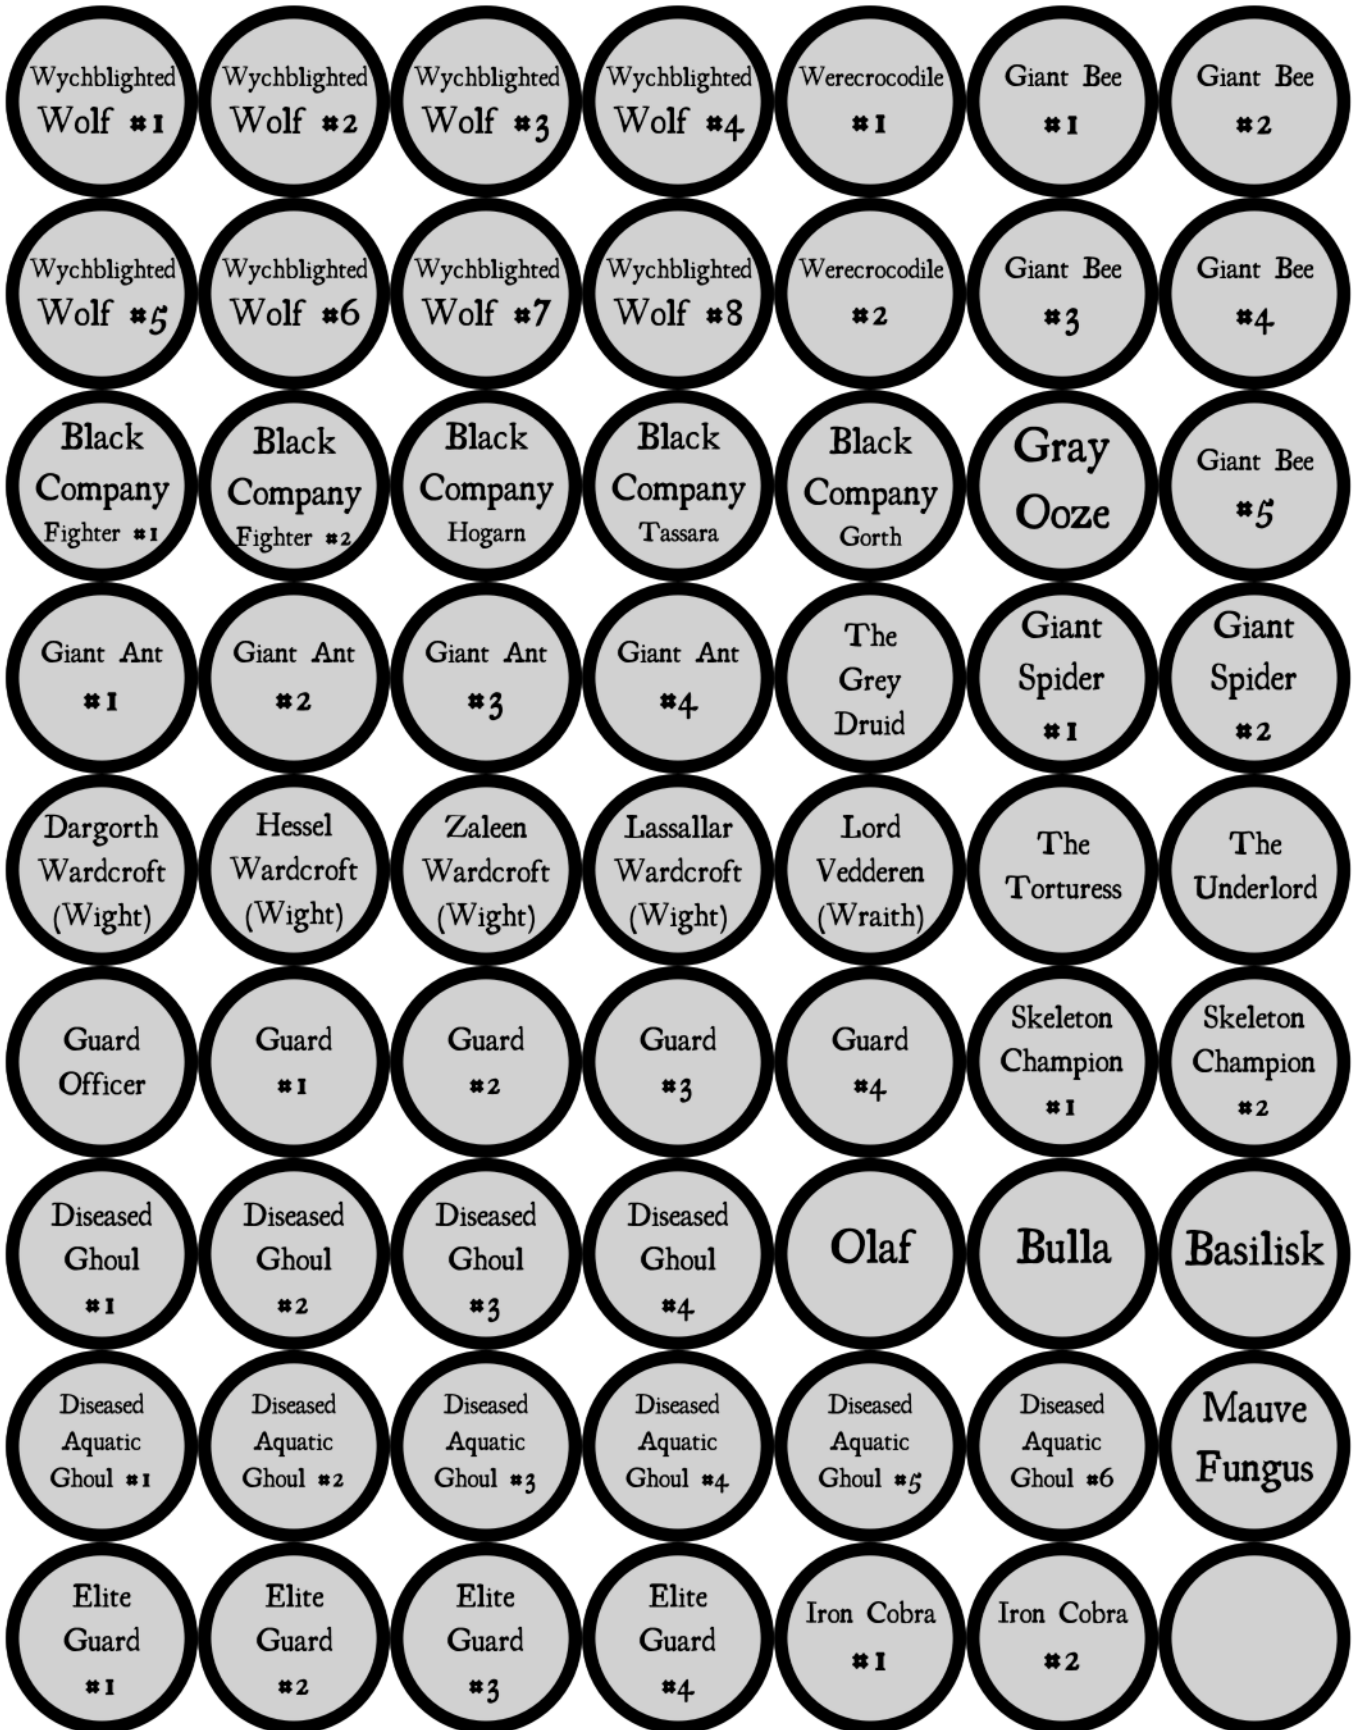 Wychblighted
Wolf #1
Wychblighted
Wolf #2
Wychblighted
Wolf #3
Wychblighted
Wolf #4
Werecrocodile
#1
Giant Bee
#1
Giant Bee
#2
Wychblighted
Wolf #5
Wychblighted
Wolf #6
Wychblighted
Wolf #7
Wychblighted
Wolf #8
Werecrocodile
#2
Giant Bee
#3
Giant Bee
#4
Black
Company
Fighter #1
Black
Company
Fighter #2
Black
Company
Hogarn
Black
Company
Tassara
Black
Company
Gorth
Gray
Ooze
Giant Bee
#5
Giant Ant
#1
Giant Ant
#2
Giant Ant
#3
Giant Ant
#4
The
Grey
Druid
Giant
Spider
#1
Giant
Spider
#2
Dargorth
Wardcroft
(Wight)
Hessel
Wardcroft
(Wight)
Zaleen
Wardcroft
(Wight)
Lassallar
Wardcroft
(Wight)
Lord
Vedderen
(Wraith)
The
Torturess
The
Underlord
Guard
Officer
Guard
#1
Guard
#2
Guard
#3
Guard
#4
Skeleton
Champion
#1
Skeleton
Champion
#2
Diseased
Ghoul
#1
Diseased
Ghoul
#2
Diseased
Ghoul
#3
Diseased
Ghoul
#4
Olaf
Bulla
Basilisk
Diseased
Aquatic
Ghoul #1
Diseased
Aquatic
Ghoul #2
Diseased
Aquatic
Ghoul #3
Diseased
Aquatic
Ghoul #4
Diseased
Aquatic
Ghoul #5
Diseased
Aquatic
Ghoul #6
Mauve
Fungus
Elite
Guard
#1
Elite
Guard
#2
Elite
Guard
#3
Elite
Guard
#4
Iron Cobra
#1
Iron Cobra
#2